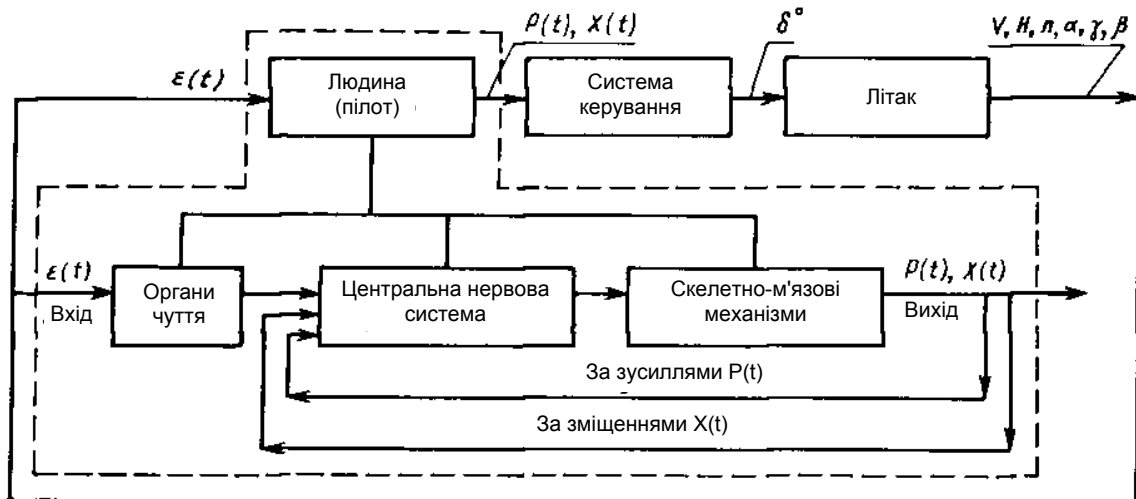 P(t), X(t)
δ°
V, H, n, α, γ, β
ε(t)
Людина
(пілот)
Система
керування
Літак
ε(t)
Вхід
Органи
чуття
Центральна нервова
система
Скелетно-м'язові
механізми
P(t), X(t)
Вихід
За зусиллями P(t)
За зміщеннями X(t)